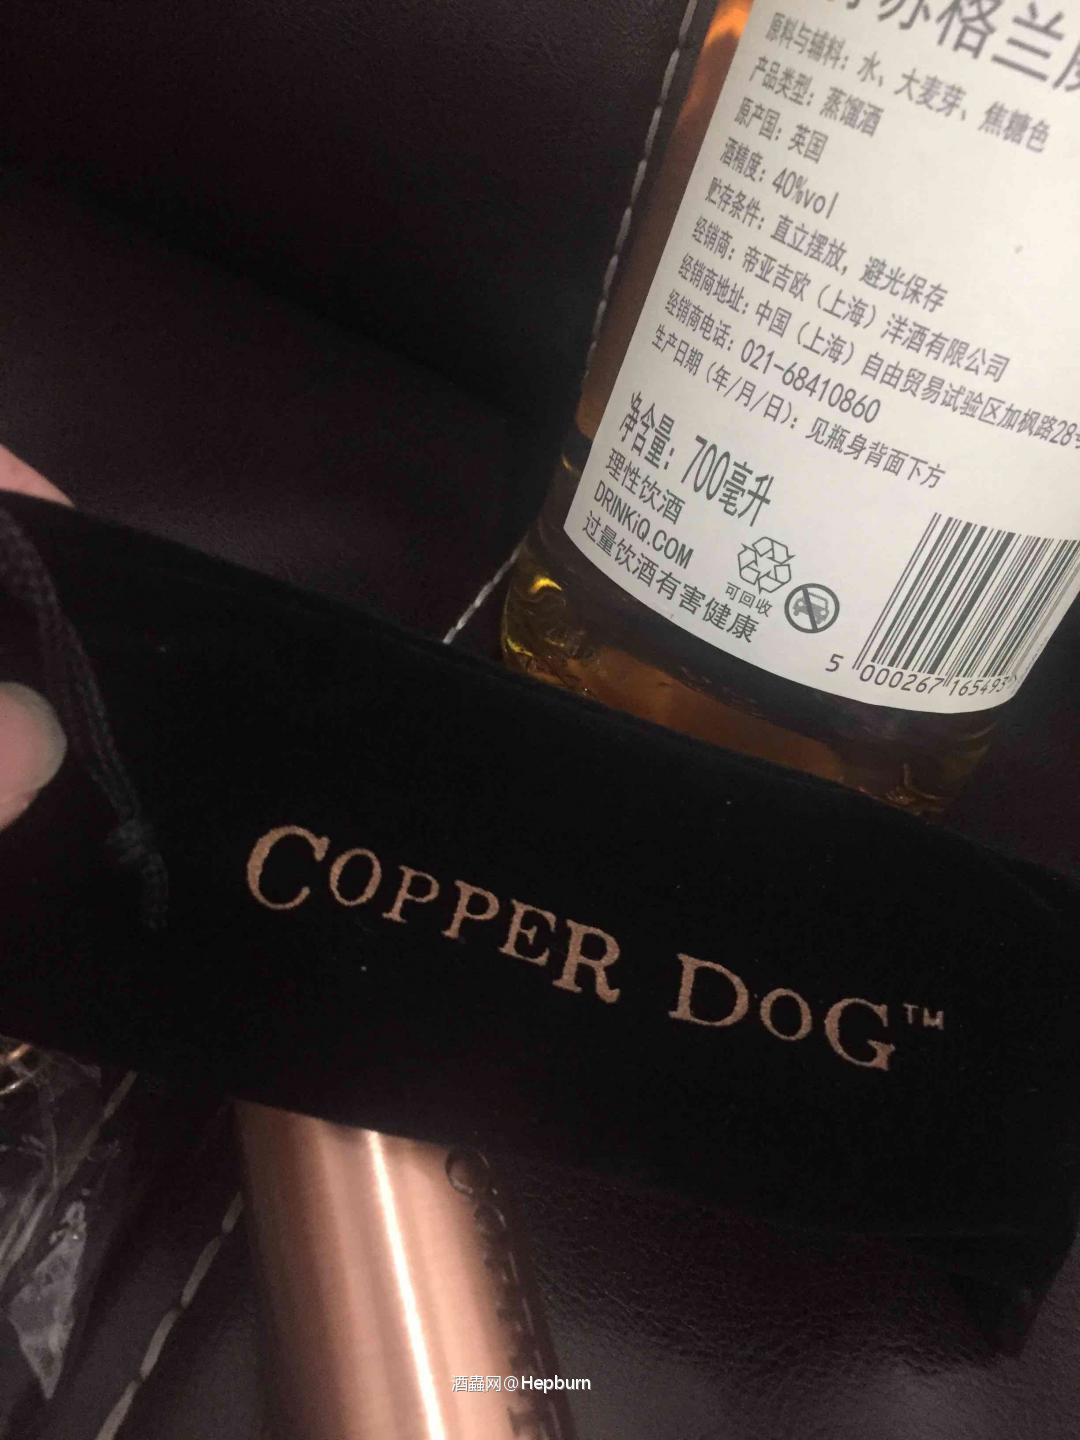 苏格兰
原料与辅料：水、大麦芽、焦糖色
产品类型：蒸馏酒
原产国：英国
酒精度：40%vol
贮存条件：直立摆放，避光保存
经销商：帝亚吉欧（上海）洋酒有限公司
经销商地址：中国（上海）自由贸易试验区加枫路28号
经销商电话：021-68410860
生产日期（年/月/日）：见瓶身背面下方
净含量：700毫升
理性饮酒
DRINKiQ.COM
过量饮酒有害健康
可回收
5 000267 165493
COPPER DOG™
酒蟲网@Hepburn